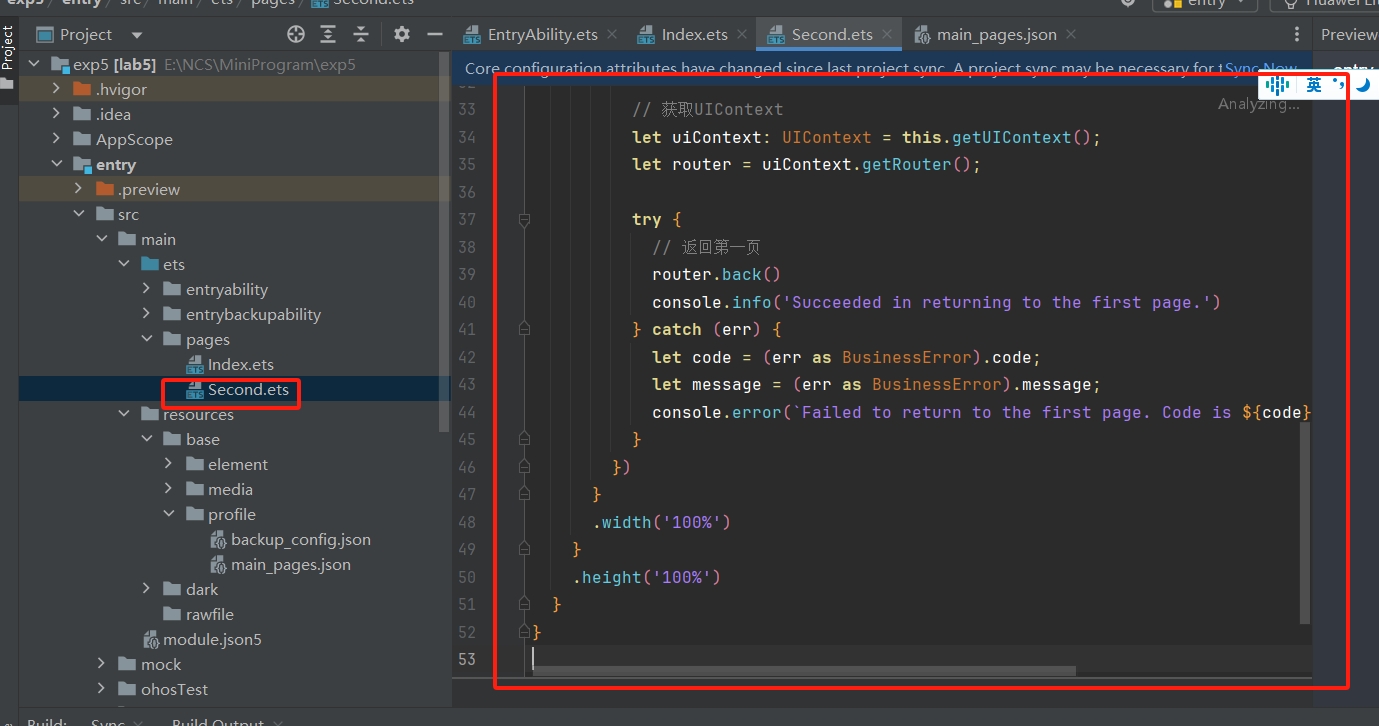 exp5 entry src main ets pages Second.ets
entry
Project
Project
EntryAbility.ets
Index.ets
Second.ets
main_pages.json
exp5 [lab5] E:\NCS\MiniProgram\exp5
.hvigor
.idea
AppScope
entry
.preview
src
main
ets
entryability
entrybackupability
pages
Index.ets
Second.ets
resources
base
element
media
profile
backup_config.json
main_pages.json
dark
rawfile
module.json5
mock
ohosTest
Core configuration attributes have changed since last project sync. A project sync may be necessary for t Sync Now
entry
英
Analyzing...
33 // 获取UIContext
34 let uiContext: UIContext = this.getUIContext();
35 let router = uiContext.getRouter();
36
37 try {
38 // 返回第一页
39 router.back()
40 console.info('Succeeded in returning to the first page.')
41 } catch (err) {
42 let code = (err as BusinessError).code;
43 let message = (err as BusinessError).message;
44 console.error(`Failed to return to the first page. Code is ${code}
45 }
46 })
47 }
48 .width('100%')
49 }
50 .height('100%')
51 }
52 }
53
Build: Sync Build Output